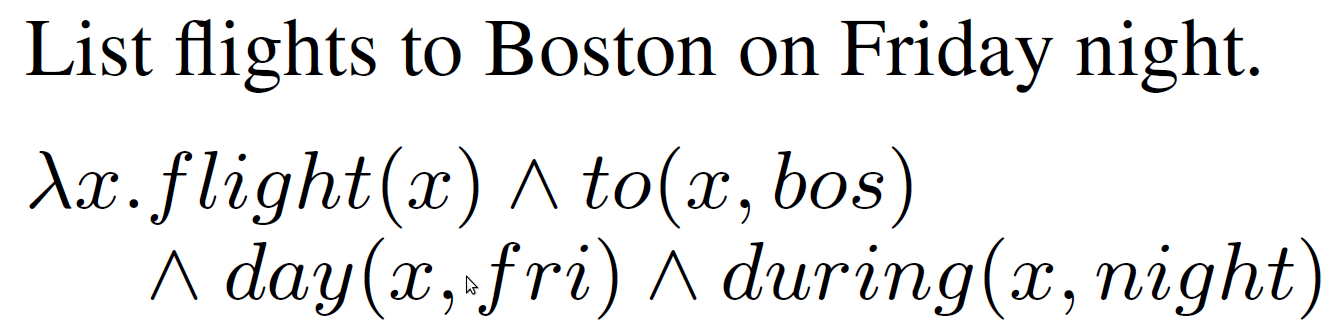 List flights to Boston on Friday night.
λx.flight(x) ∧ to(x, bos)
∧ day(x, fri) ∧ during(x, night)